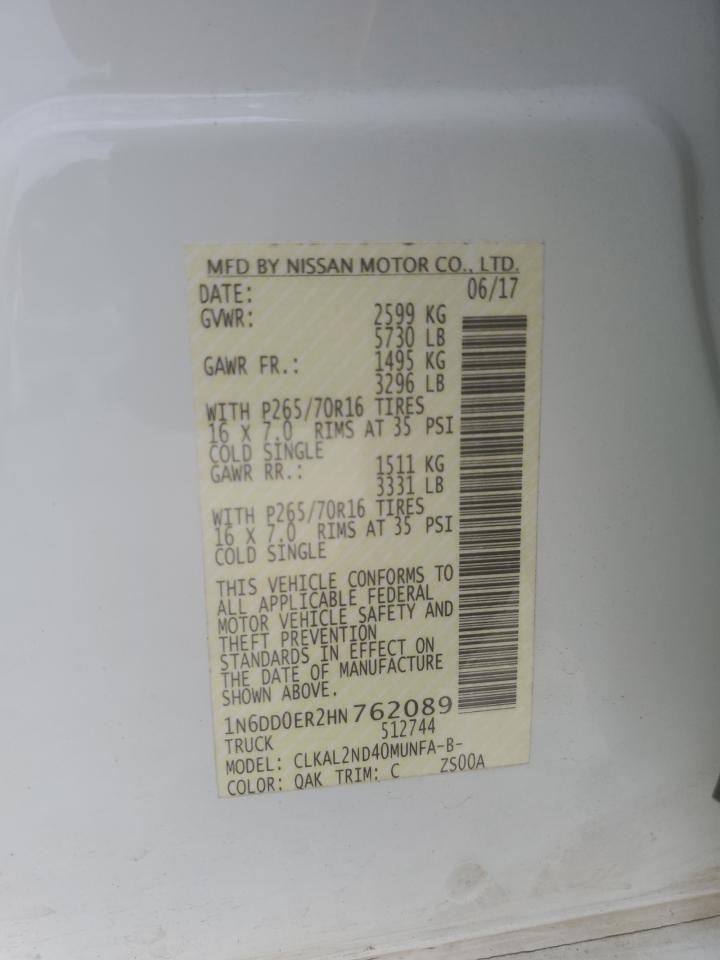 MFD BY NISSAN MOTOR CO., LTD.
DATE: 06/17
GVWR: 2599 KG
5730 LB
GAWR FR.: 1495 KG
3296 LB
WITH P265/70R16 TIRES
16 X 7.0 RIMS AT 35 PSI
COLD SINGLE
GAWR RR.: 1511 KG
3331 LB
WITH P265/70R16 TIRES
16 X 7.0 RIMS AT 35 PSI
COLD SINGLE
THIS VEHICLE CONFORMS TO
ALL APPLICABLE FEDERAL
MOTOR VEHICLE SAFETY AND
THEFT PREVENTION
STANDARDS IN EFFECT ON
THE DATE OF MANUFACTURE
SHOWN ABOVE.
1N6DD0ER2HN762089
TRUCK 512744
MODEL: CLKAL2ND40MUNFA-B-
COLOR: QAK TRIM: C ZS00A